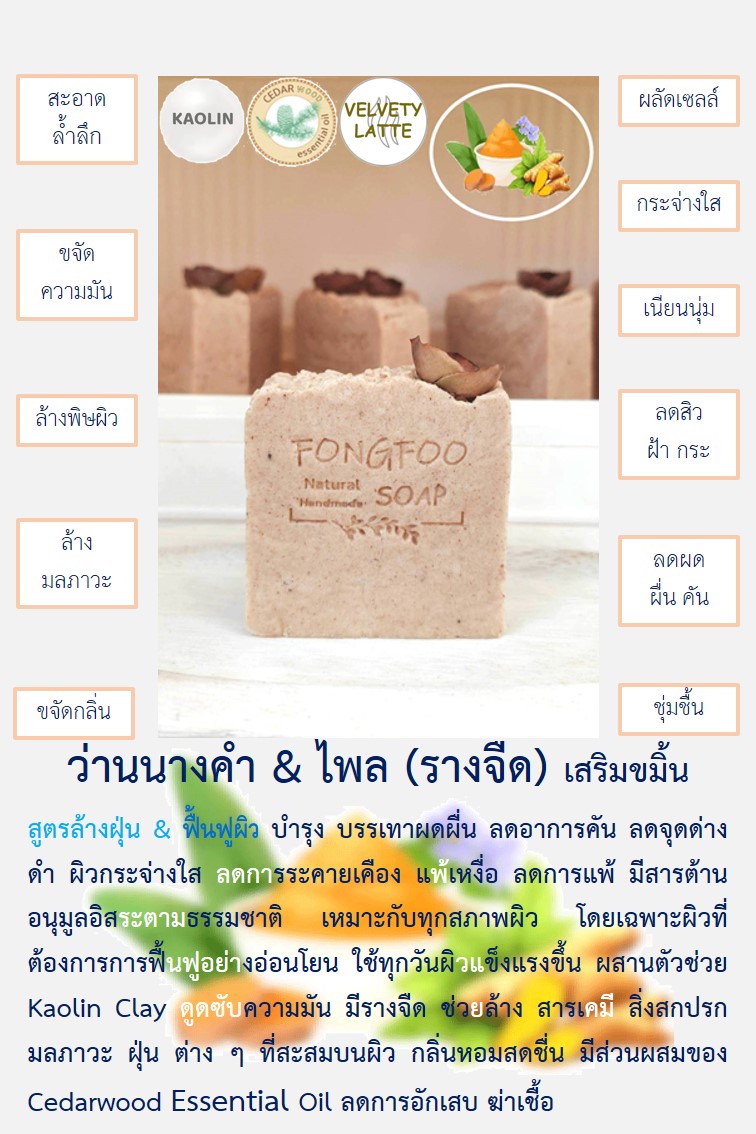 สะอาด
ล้ำลึก
ขจัด
ความมัน
ล้างพิษผิว
ล้าง
มลภาวะ
ขจัดกลิ่น
KAOLIN
CEDAR WOOD
essential oil
VELVETY
LATTE
FONGFOO
Natural
Handmade SOAP
ผลัดเซลล์
กระจ่างใส
เนียนนุ่ม
ลดสิว
ฝ้า กระ
ลดผด
ผื่น คัน
ชุ่มชื้น
ว่านนางคำ & ไพล (รางจืด) เสริมขมิ้น
สูตรล้างฝุ่น & ฟื้นฟูผิว บำรุง บรรเทาผดผื่น ลดอาการคัน ลดจุดด่าง
ดำ ผิวกระจ่างใส ลดการระคายเคือง แพ้เหงื่อ ลดการแพ้ มีสารต้าน
อนุมูลอิสระตามธรรมชาติ เหมาะกับทุกสภาพผิว โดยเฉพาะผิวที่
ต้องการการฟื้นฟูอย่างอ่อนโยน ใช้ทุกวันผิวแข็งแรงขึ้น ผสานตัวช่วย
Kaolin Clay ดูดซับความมัน มีรางจืด ช่วยล้าง สารเคมี สิ่งสกปรก
มลภาวะ ฝุ่น ต่าง ๆ ที่สะสมบนผิว กลิ่นหอมสดชื่น มีส่วนผสมของ
Cedarwood Essential Oil ลดการอักเสบ ฆ่าเชื้อ